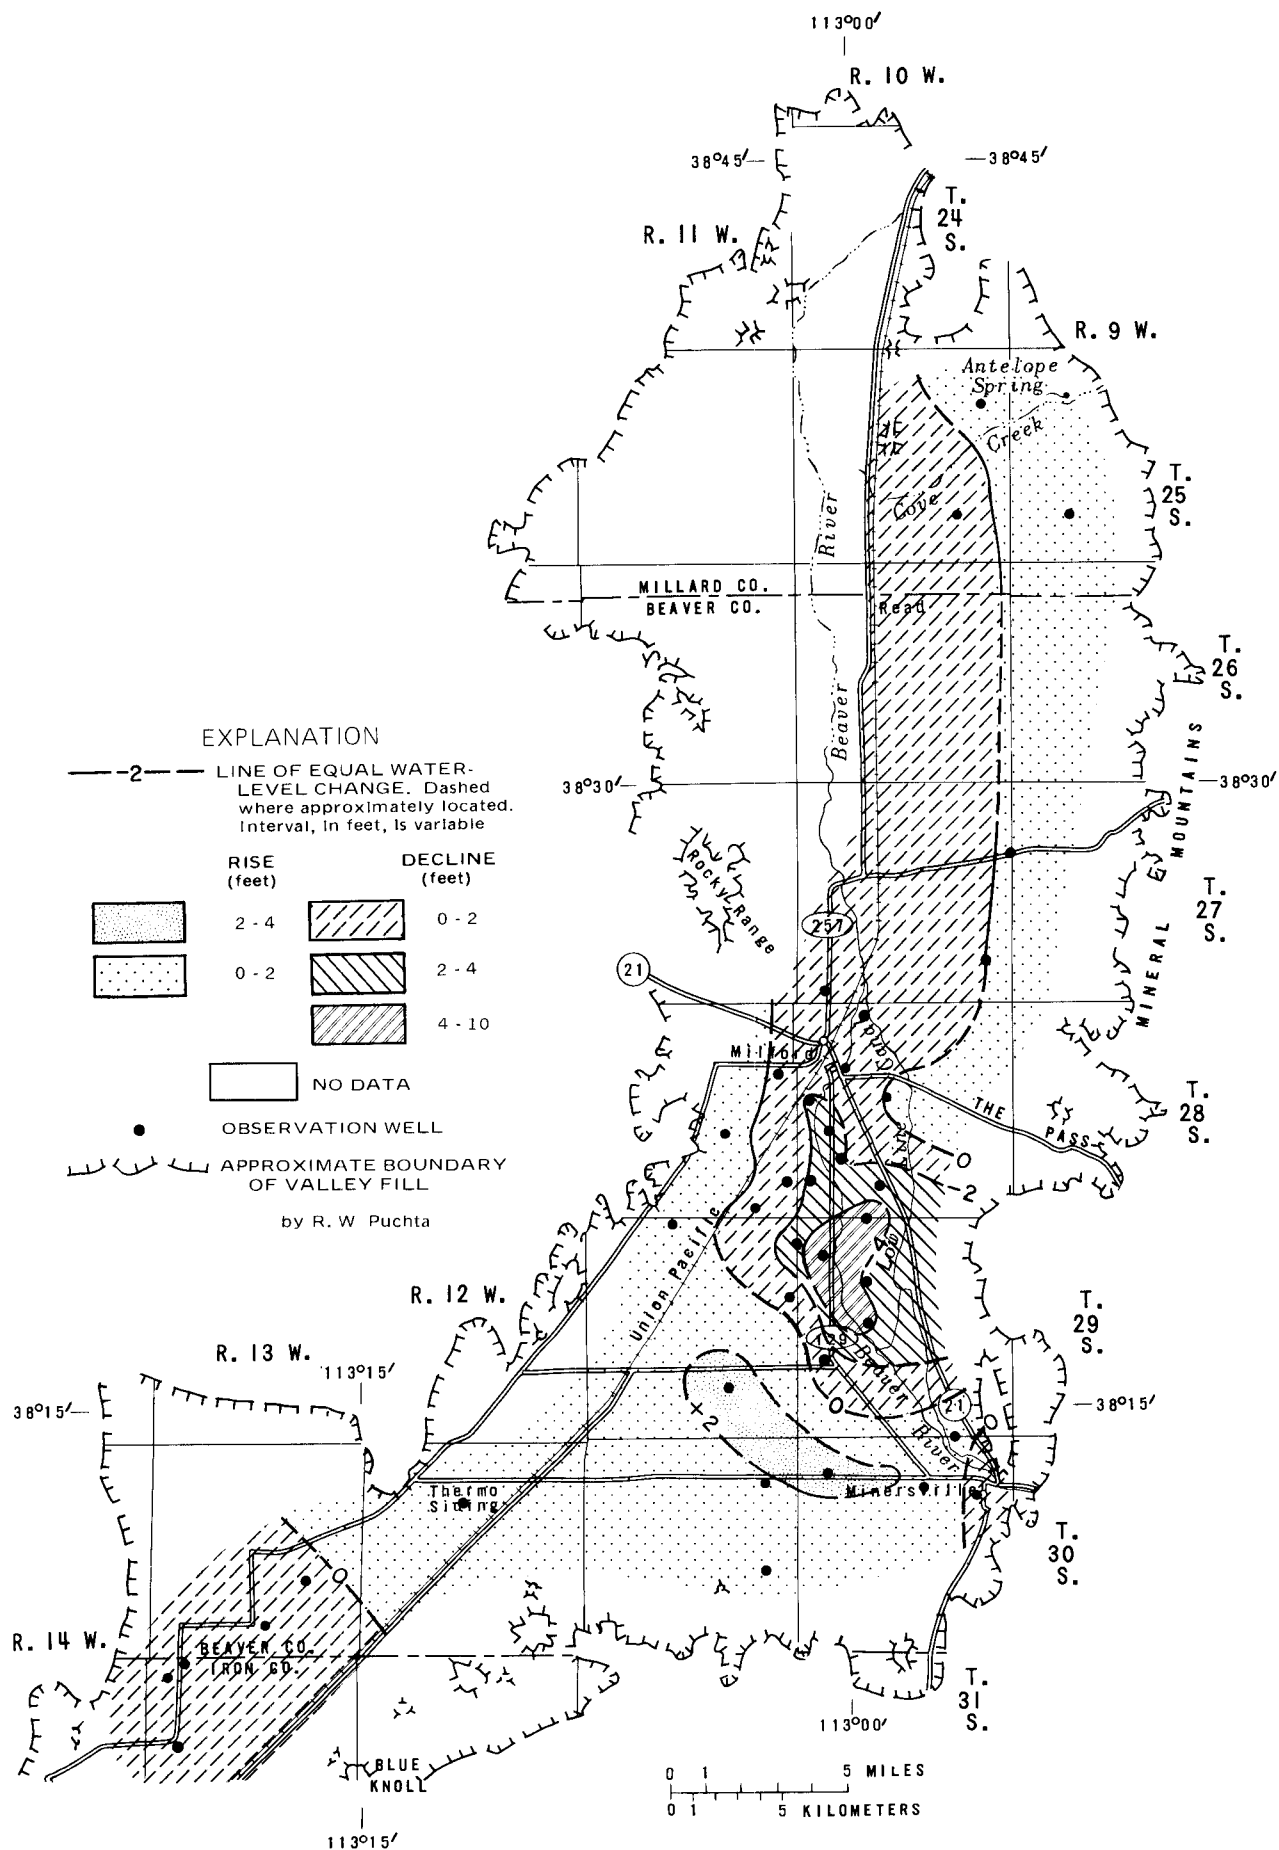 113°00′
R. 10 W.
38°45′
38°45′
T.
24
S.
R. 11 W.
R. 9 W.
Antelope
Spring
Creek
Cove
T.
25
S.
River
MILLARD CO.
BEAVER CO.
Read
T.
26
S.
Beaver
EXPLANATION
-2
LINE OF EQUAL WATER-
LEVEL CHANGE. Dashed
where approximately located.
Interval, in feet, is variable
RISE
(feet)
DECLINE
(feet)
2 - 4
0 - 2
0 - 2
2 - 4
4 - 10
NO DATA
OBSERVATION WELL
APPROXIMATE BOUNDARY
OF VALLEY FILL
by R. W Puchta
38°30′
38°30′
MINERAL MOUNTAINS
Rocky Range
T.
27
S.
257
21
Milford
Canal
THE
PASS
T.
28
S.
0
-2
Union Pacific
-4
Low
R. 12 W.
T.
29
S.
129
R. 13 W.
113°15′
Beaver
River
38°15′
38°15′
+2
0
21
0
Thermo
Siding
Minersville
T.
30
S.
0
R. 14 W.
BEAVER CO.
IRON CO.
T.
31
S.
113°00′
BLUE
KNOLL
0 1 5 MILES
0 1 5 KILOMETERS
113°15′